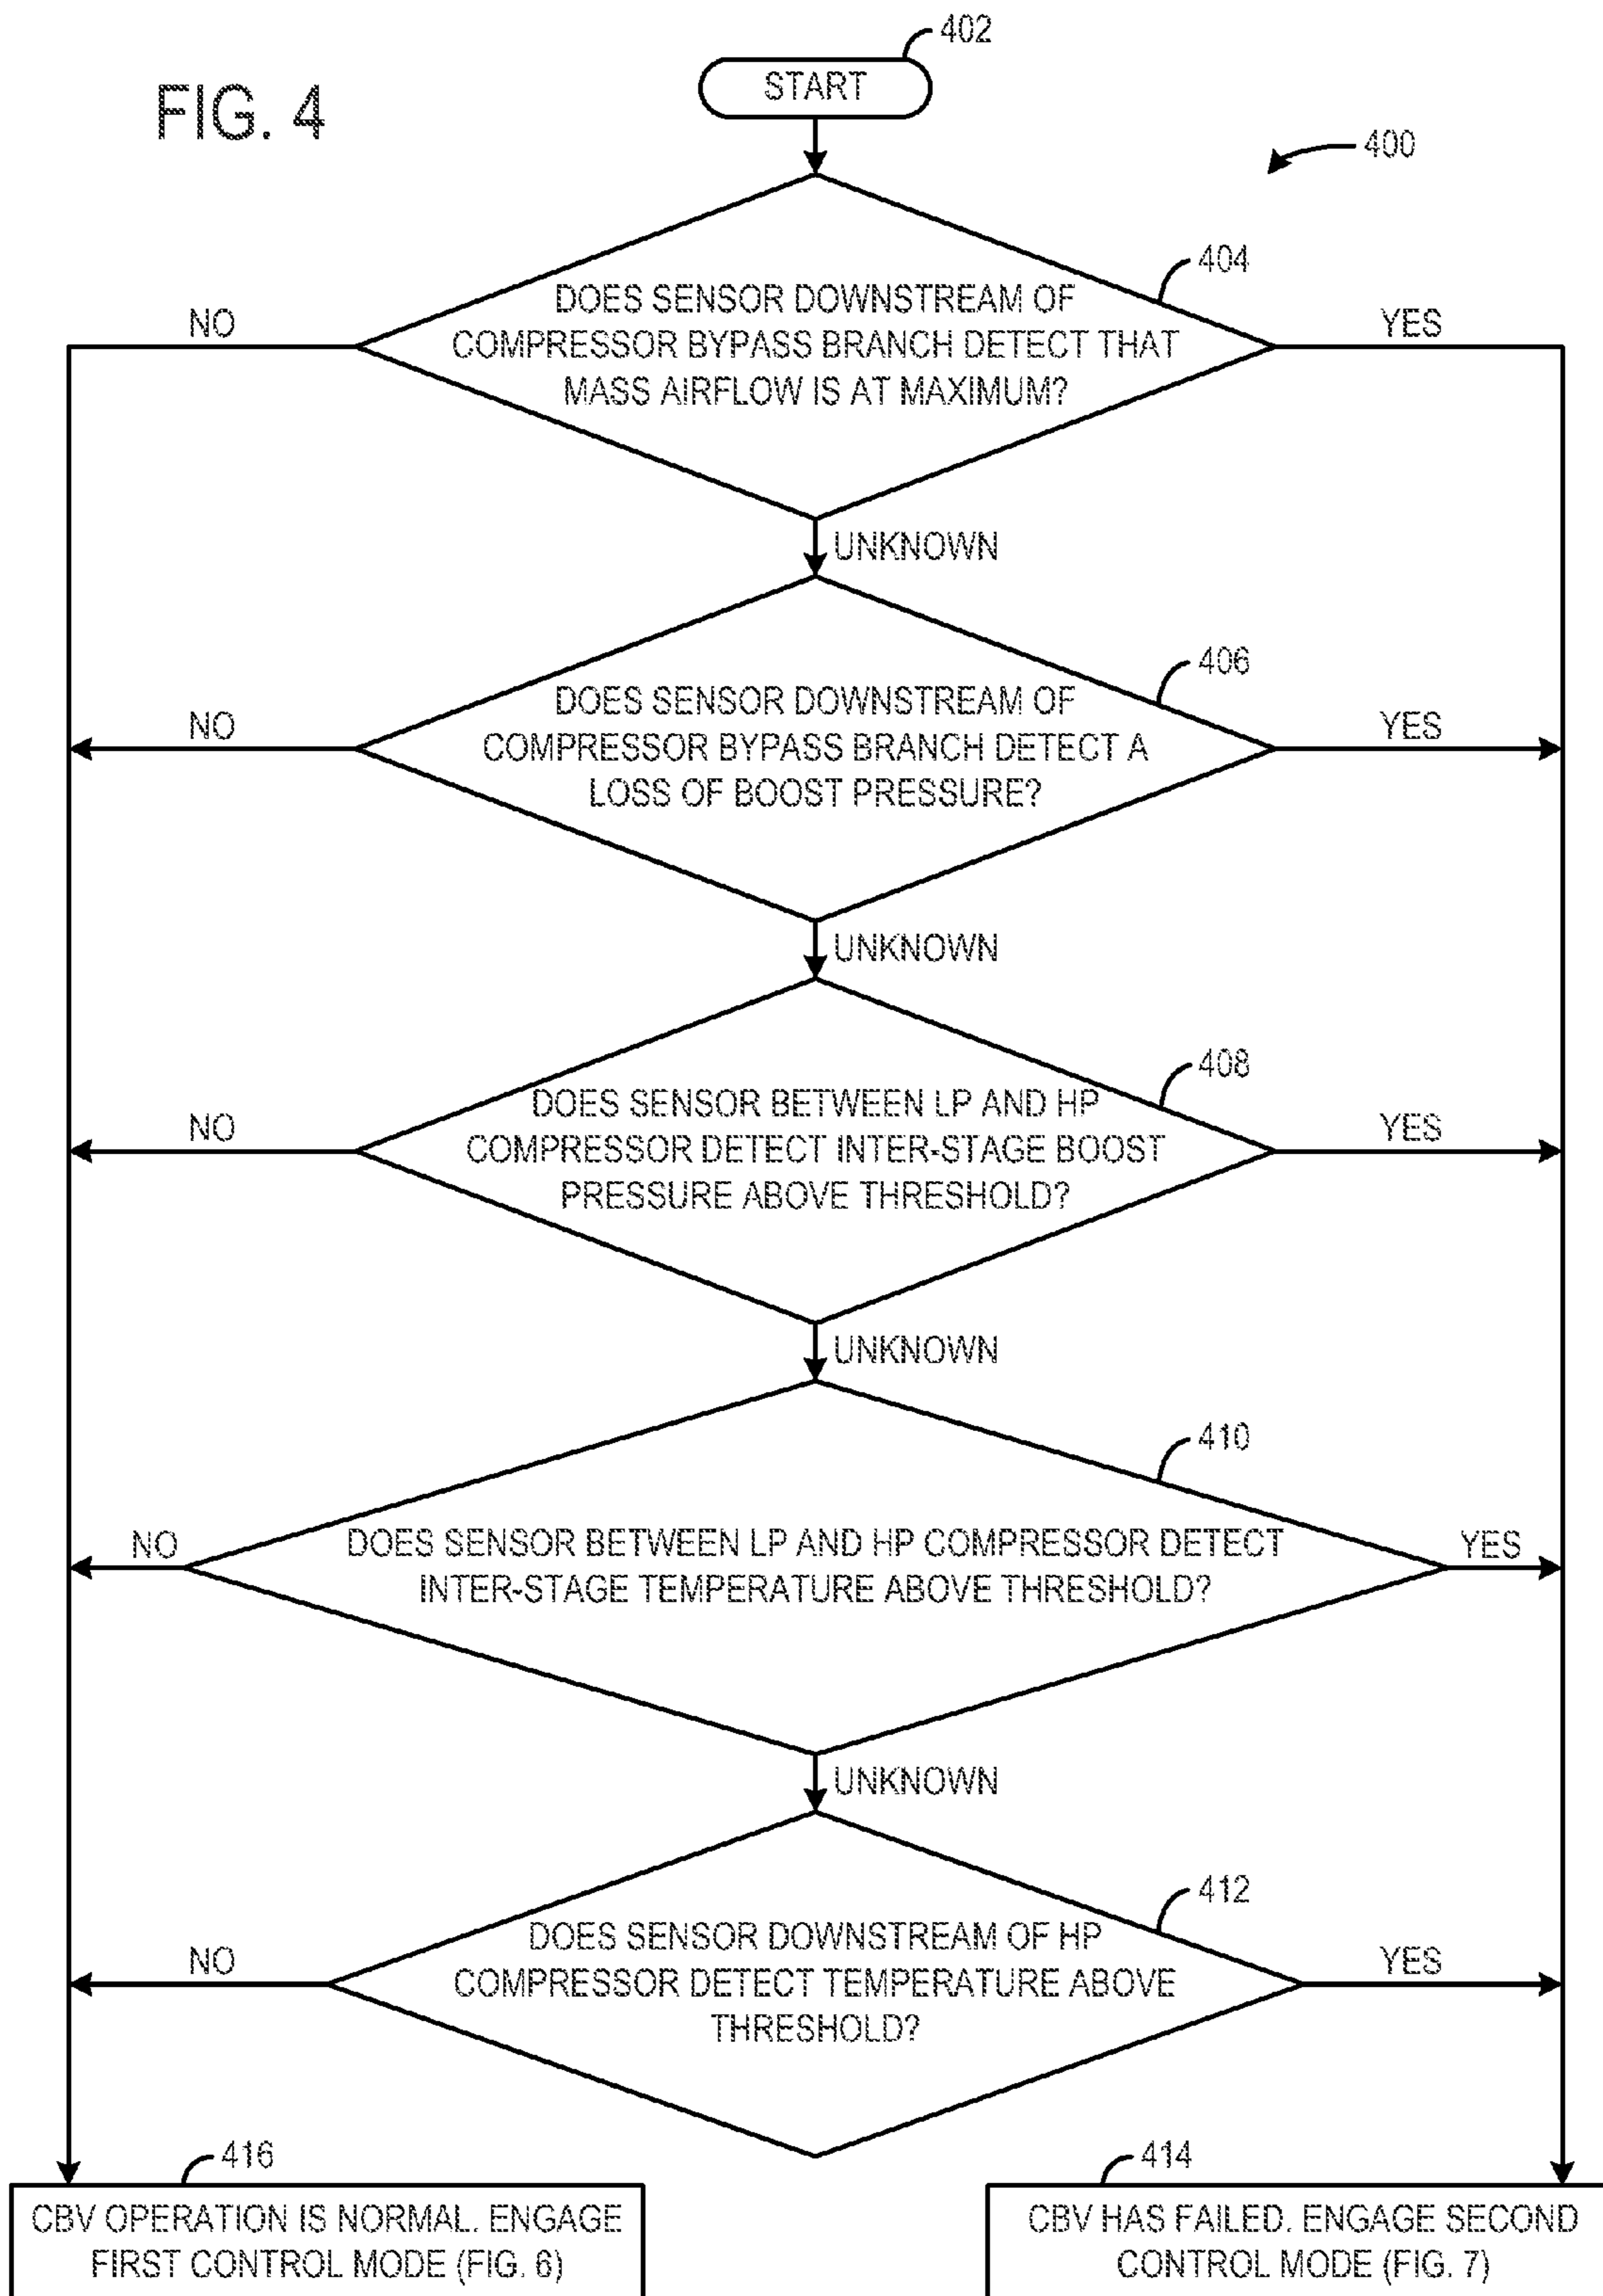 402
START
FIG. 4
400
404
DOES SENSOR DOWNSTREAM OF
COMPRESSOR BYPASS BRANCH DETECT THAT
MASS AIRFLOW IS AT MAXIMUM?
NO
YES
UNKNOWN
406
DOES SENSOR DOWNSTREAM OF
COMPRESSOR BYPASS BRANCH DETECT A
LOSS OF BOOST PRESSURE?
NO
YES
UNKNOWN
408
DOES SENSOR BETWEEN LP AND HP
COMPRESSOR DETECT INTER-STAGE BOOST
PRESSURE ABOVE THRESHOLD?
NO
YES
UNKNOWN
410
DOES SENSOR BETWEEN LP AND HP COMPRESSOR DETECT
INTER-STAGE TEMPERATURE ABOVE THRESHOLD?
NO
YES
UNKNOWN
412
DOES SENSOR DOWNSTREAM OF HP
COMPRESSOR DETECT TEMPERATURE ABOVE
THRESHOLD?
NO
YES
416
CBV OPERATION IS NORMAL. ENGAGE
FIRST CONTROL MODE (FIG. 6)
414
CBV HAS FAILED. ENGAGE SECOND
CONTROL MODE (FIG. 7)